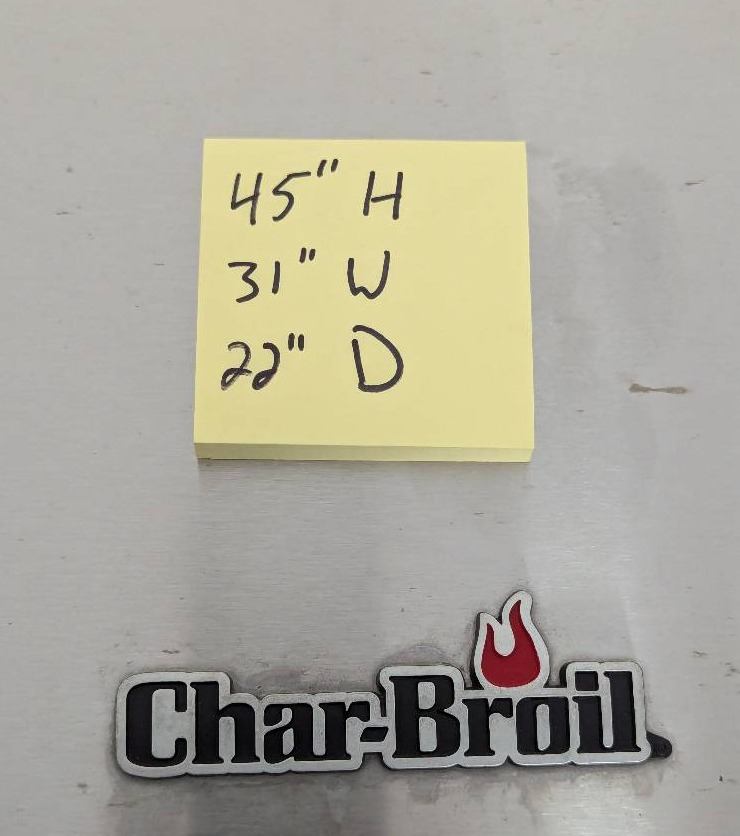 45" H
31" W
22" D
Char-Broil